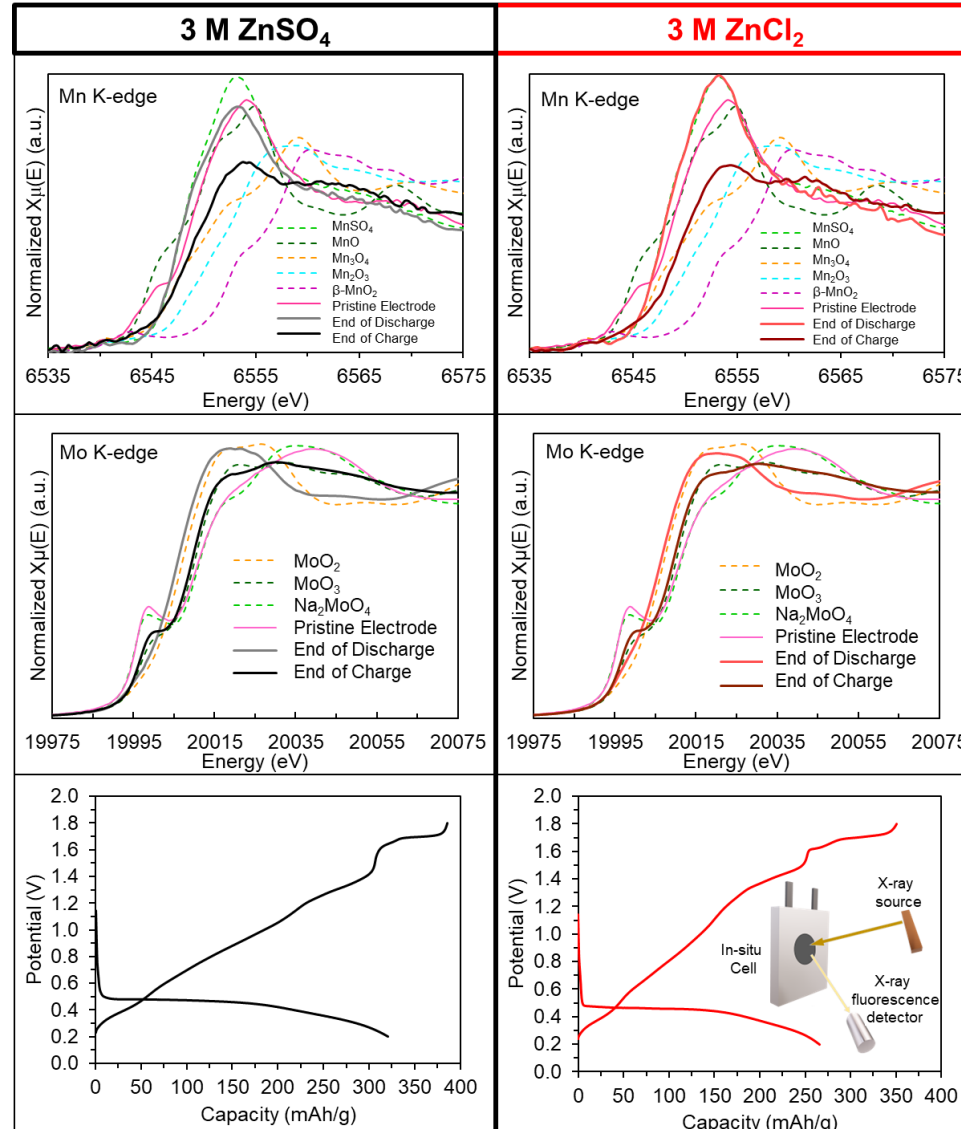 3 M ZnSO₄
3 M ZnCl₂
Mn K-edge
Normalized Xμ(E) (a.u.)
MnSO₄
MnO
Mn₃O₄
Mn₂O₃
β-MnO₂
Pristine Electrode
End of Discharge
End of Charge
6535 6545 6555 6565 6575
Energy (eV)
Mn K-edge
Normalized Xμ(E) (a.u.)
MnSO₄
MnO
Mn₃O₄
Mn₂O₃
β-MnO₂
Pristine Electrode
End of Discharge
End of Charge
6535 6545 6555 6565 6575
Energy (eV)
Mo K-edge
Normalized Xμ(E) (a.u.)
MoO₂
MoO₃
Na₂MoO₄
Pristine Electrode
End of Discharge
End of Charge
19975 19995 20015 20035 20055 20075
Energy (eV)
Mo K-edge
Normalized Xμ(E) (a.u.)
MoO₂
MoO₃
Na₂MoO₄
Pristine Electrode
End of Discharge
End of Charge
19975 19995 20015 20035 20055 20075
Energy (eV)
Potential (V)
2.0
1.8
1.6
1.4
1.2
1.0
0.8
0.6
0.4
0.2
0.0
0 50 100 150 200 250 300 350 400
Capacity (mAh/g)
Potential (V)
2.0
1.8
1.6
1.4
1.2
1.0
0.8
0.6
0.4
0.2
0.0
X-ray
source
In-situ
Cell
X-ray
fluorescence
detector
0 50 100 150 200 250 300 350 400
Capacity (mAh/g)